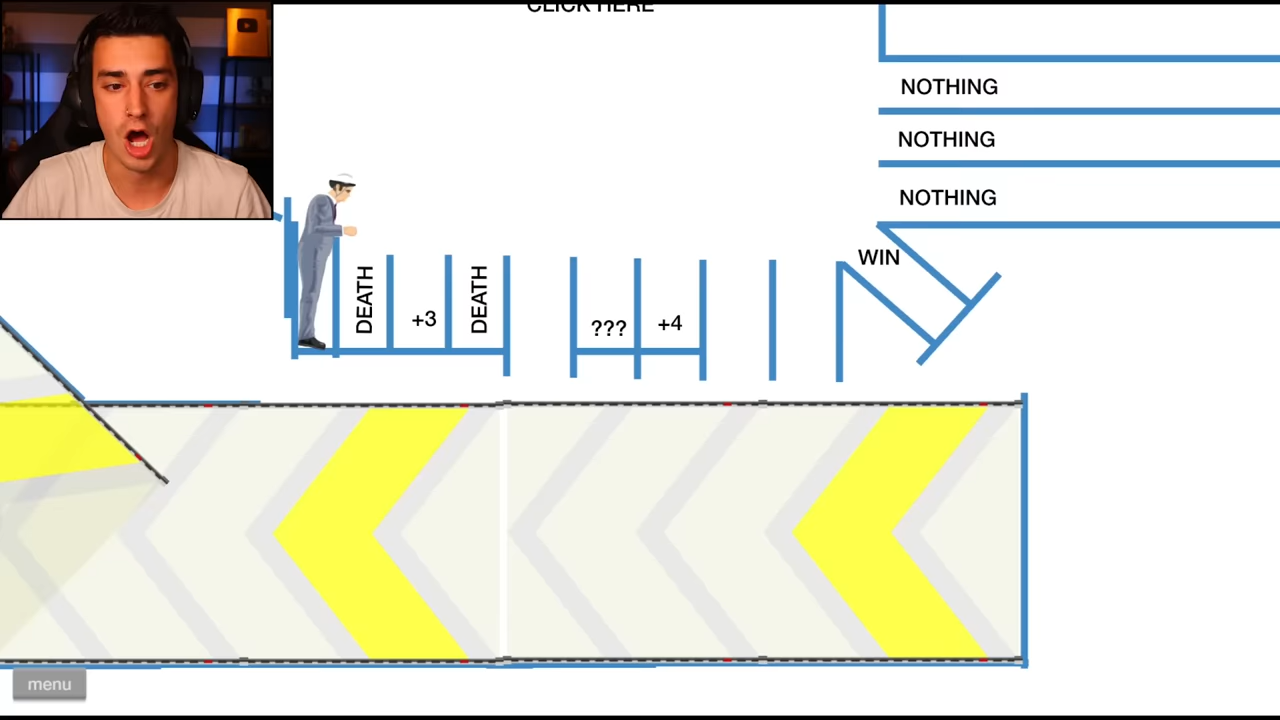 CLICK HERE
NOTHING
NOTHING
NOTHING
WIN
DEATH
+3
DEATH
???
+4
menu